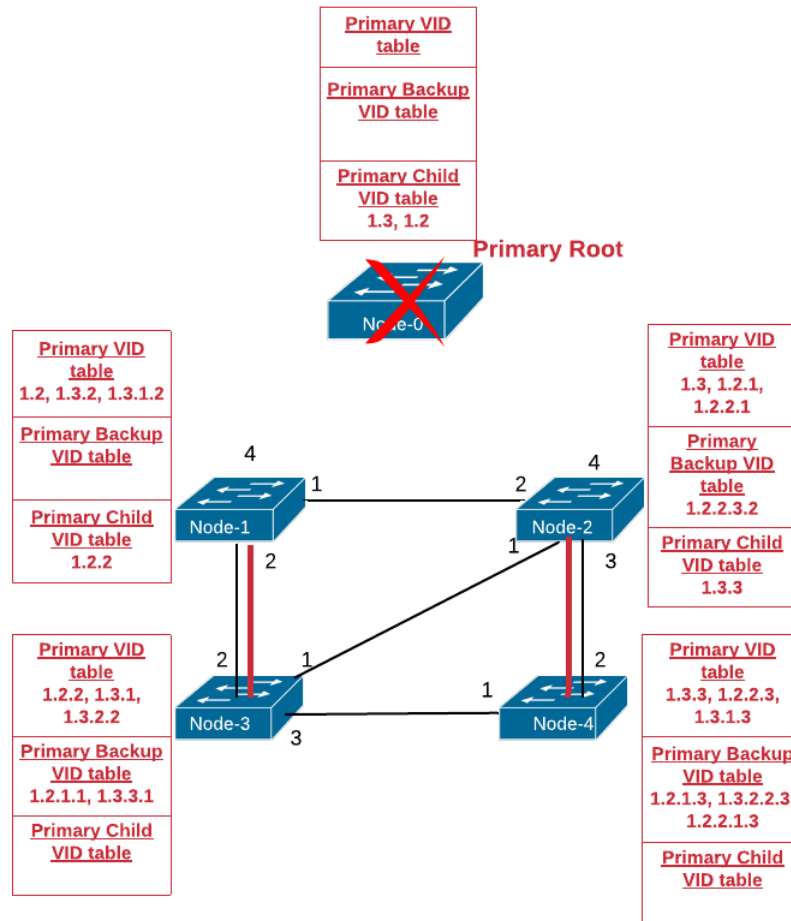 Primary VID
table
Primary Backup
VID table
Primary Child
VID table
1.3, 1.2
Primary Root
Node-0
Primary VID
table
1.2, 1.3.2, 1.3.1.2
Primary Backup
VID table
Primary Child
VID table
1.2.2
Primary VID
table
1.3, 1.2.1,
1.2.2.1
Primary
Backup VID
table
1.2.2.3.2
Primary Child
VID table
1.3.3
4
1
Node-1
2
4
2
Node-2
1
3
Primary VID
table
1.2.2, 1.3.1,
1.3.2.2
Primary Backup
VID table
1.2.1.1, 1.3.3.1
Primary Child
VID table
2
1
Node-3
3
2
1
Node-4
Primary VID
table
1.3.3, 1.2.2.3,
1.3.1.3
Primary Backup
VID table
1.2.1.3, 1.3.2.2.3
1.2.2.1.3
Primary Child
VID table